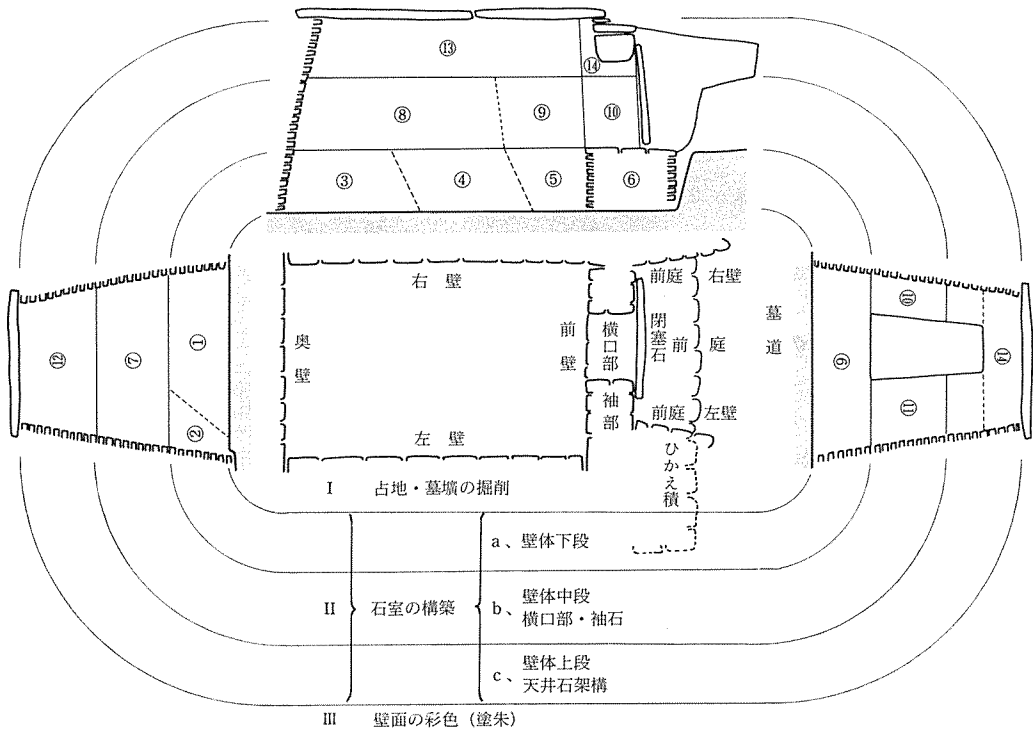 ⑬
⑭
⑧
⑨
⑩
③
④
⑤
⑥
右壁
前庭
右壁
奥壁
前壁
横口部
閉塞石
前庭
墓道
袖部
前庭
左壁
左壁
ひかえ積
⑫
⑦
①
②
⑥
⑩
⑪
⑭
I 占地・墓壙の掘削
II 石室の構築
a、壁体下段
b、壁体中段
横口部・袖石
c、壁体上段
天井石架構
III 壁面の彩色（塗朱）